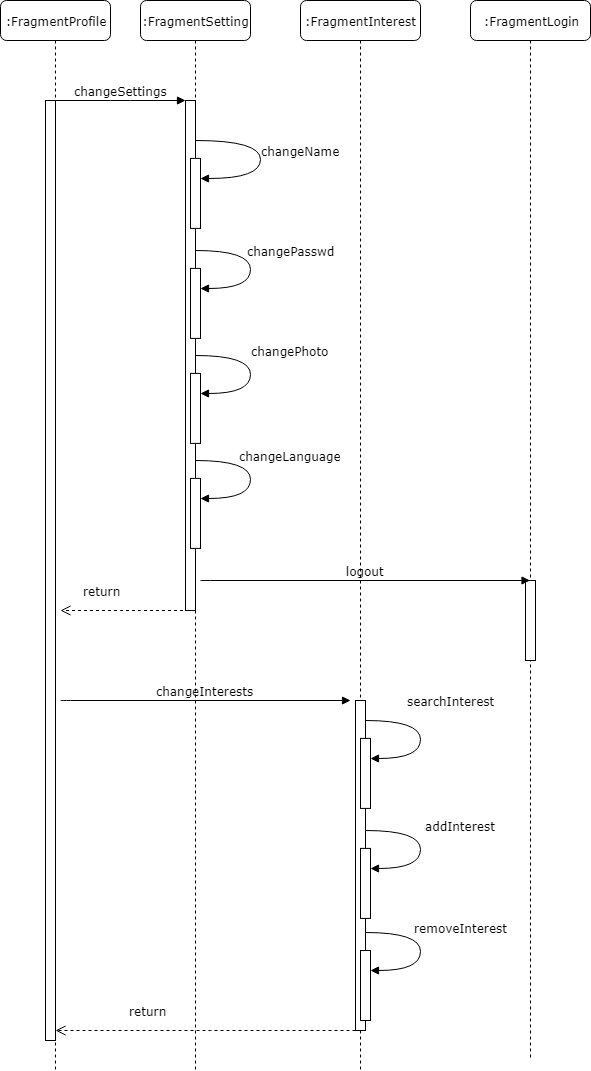 :FragmentProfile
:FragmentSetting
:FragmentInterest
:FragmentLogin
changeSettings
changeName
changePasswd
changePhoto
changeLanguage
logout
return
changeInterests
searchInterest
addInterest
removeInterest
return